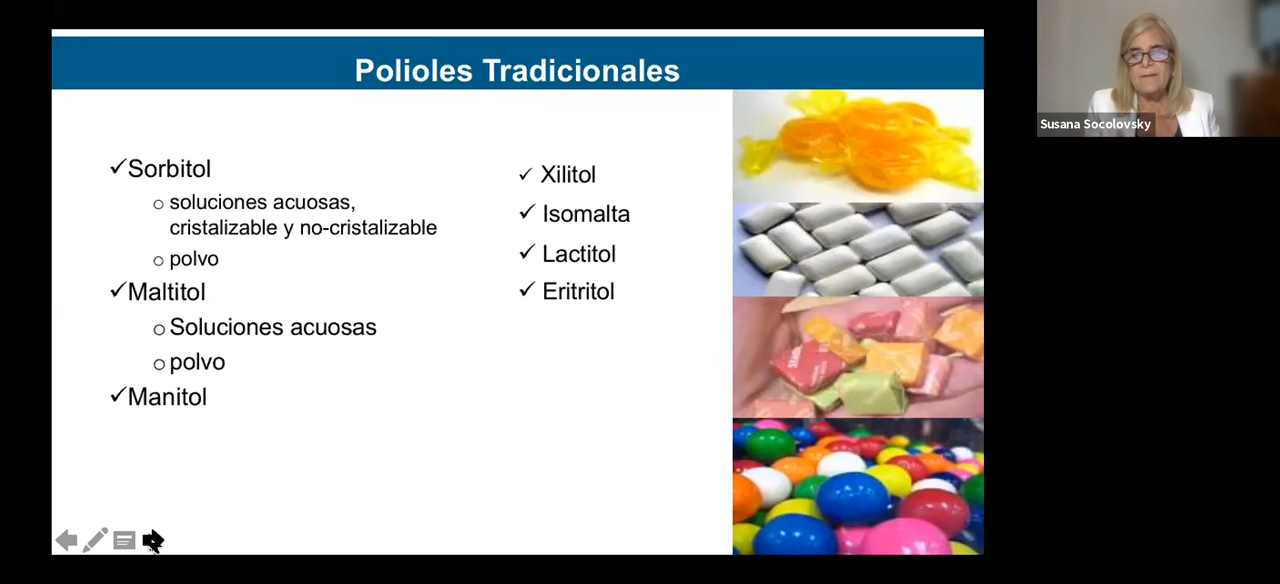 Polioles Tradicionales
✓Sorbitol
o soluciones acuosas,
cristalizable y no-cristalizable
o polvo
✓Maltitol
o Soluciones acuosas
o polvo
✓Manitol
✓ Xilitol
✓ Isomalta
✓ Lactitol
✓ Eritritol
Susana Socolovsky